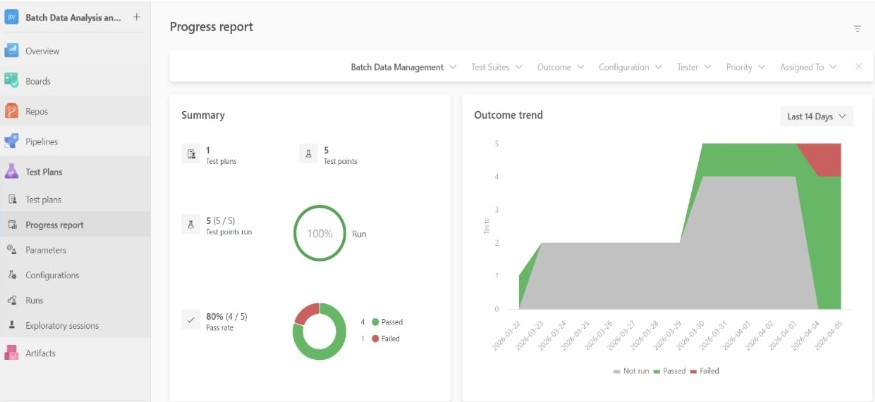 BV Batch Data Analysis an... +
Overview
Boards
Repos
Pipelines
Test Plans
Test plans
Progress report
Parameters
Configurations
Runs
Exploratory sessions
Artifacts
Progress report
Batch Data Management Test Suites Outcome Configuration Tester Priority Assigned To
Summary
1
Test plans
5
Test points
5 (5 / 5)
Test points run
100%
Run
80% (4 / 5)
Pass rate
4 Passed
1 Failed
Outcome trend
Last 14 Days
Tests
5
4
3
2
1
0
2026-03-22
2026-03-23
2026-03-24
2026-03-25
2026-03-26
2026-03-27
2026-03-28
2026-03-29
2026-03-30
2026-03-31
2026-04-01
2026-04-02
2026-04-03
2026-04-04
2026-04-05
Not run Passed Failed